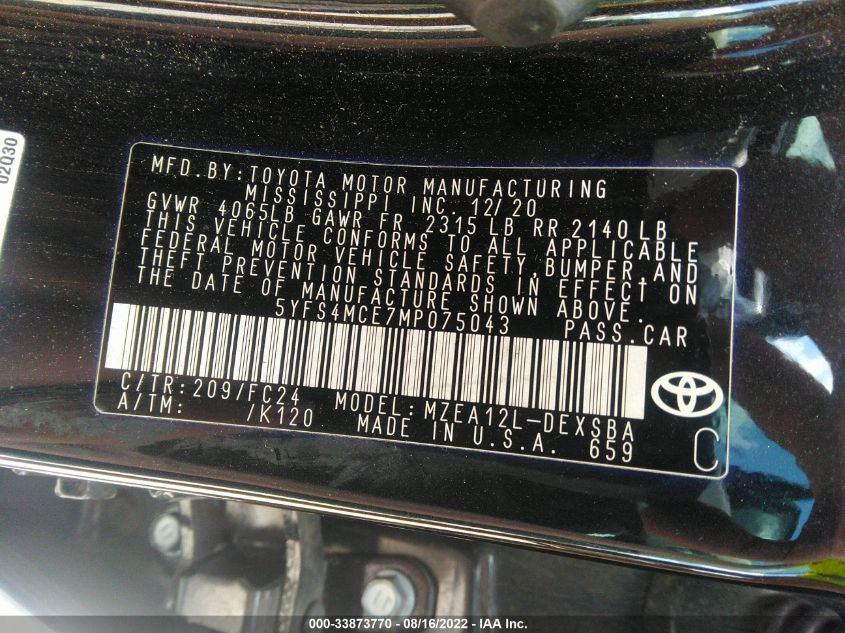 02Q30
MFD. BY: TOYOTA MOTOR MANUFACTURING
MISSISSIPPI INC. 12/20
GVWR 4065LB GAWR FR 2315 LB RR 2140 LB
THIS VEHICLE CONFORMS TO ALL APPLICABLE
FEDERAL MOTOR VEHICLE SAFETY, BUMPER, AND
THEFT PREVENTION STANDARDS IN EFFECT ON
THE DATE OF MANUFACTURE SHOWN ABOVE.
5YFS4MCE7MP075043 PASS. CAR
C/TR: 209/FC24 MODEL: MZEA12L-DEXSBA
A/TM: /K120 MADE IN U.S.A. 659
C
000-33873770 - 08/16/2022 - IAA Inc.